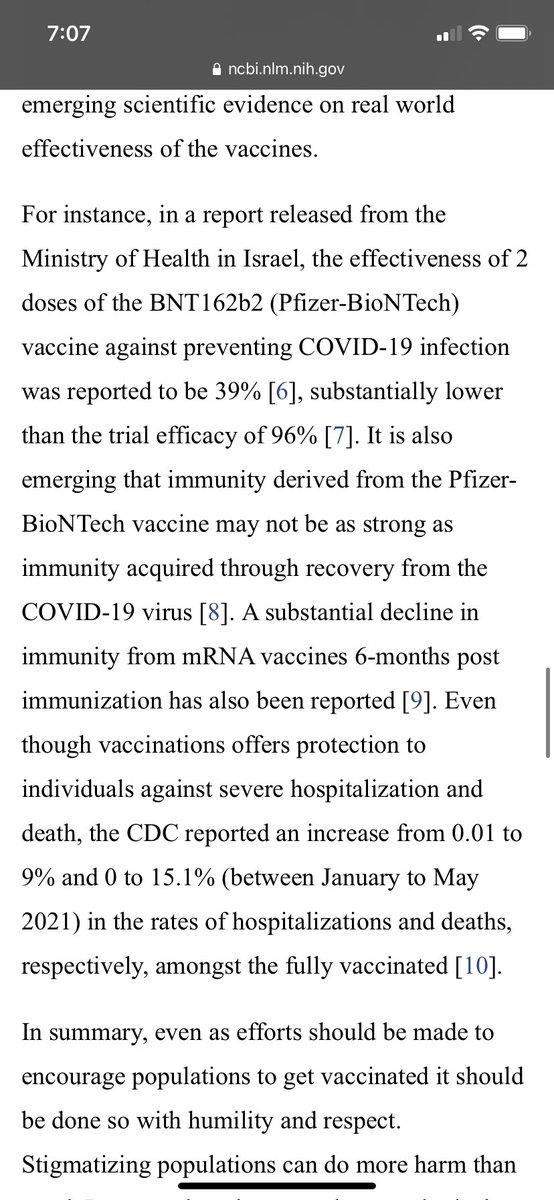 7:07
ncbi.nlm.nih.gov
emerging scientific evidence on real world
effectiveness of the vaccines.
For instance, in a report released from the
Ministry of Health in Israel, the effectiveness of 2
doses of the BNT162b2 (Pfizer-BioNTech)
vaccine against preventing COVID-19 infection
was reported to be 39% [6], substantially lower
than the trial efficacy of 96% [7]. It is also
emerging that immunity derived from the Pfizer-
BioNTech vaccine may not be as strong as
immunity acquired through recovery from the
COVID-19 virus [8]. A substantial decline in
immunity from mRNA vaccines 6-months post
immunization has also been reported [9]. Even
though vaccinations offers protection to
individuals against severe hospitalization and
death, the CDC reported an increase from 0.01 to
9% and 0 to 15.1% (between January to May
2021) in the rates of hospitalizations and deaths,
respectively, amongst the fully vaccinated [10].
In summary, even as efforts should be made to
encourage populations to get vaccinated it should
be done so with humility and respect.
Stigmatizing populations can do more harm than